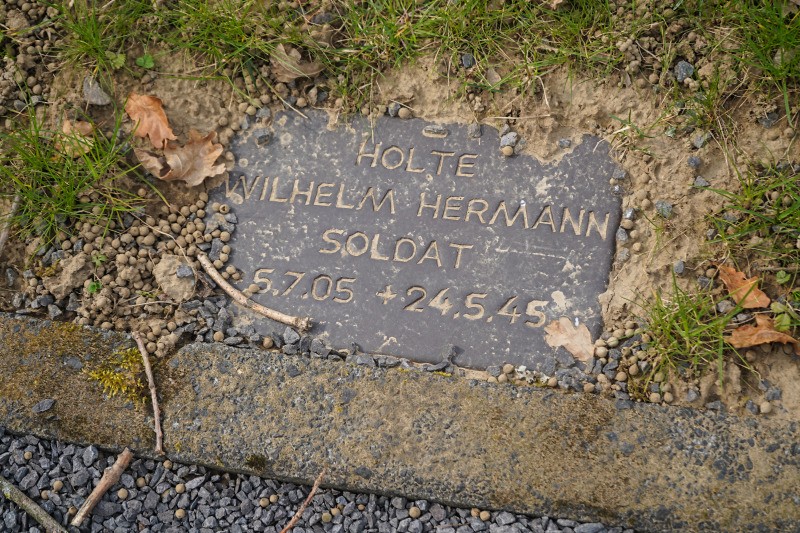 HOLTE
WILHELM HERMANN
SOLDAT
5.7.05 + 24.5.45